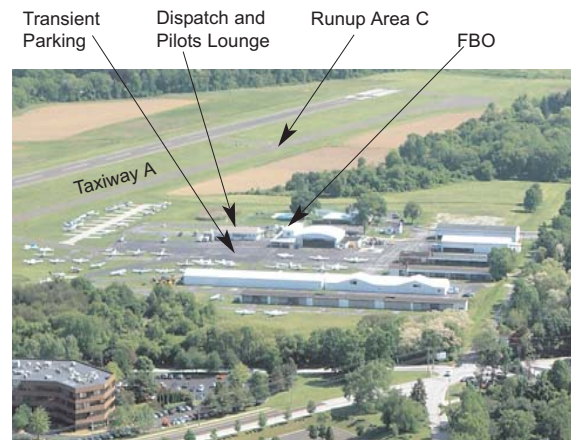 Transient
Parking
Dispatch and
Pilots Lounge
Runup Area C
FBO
Taxiway A